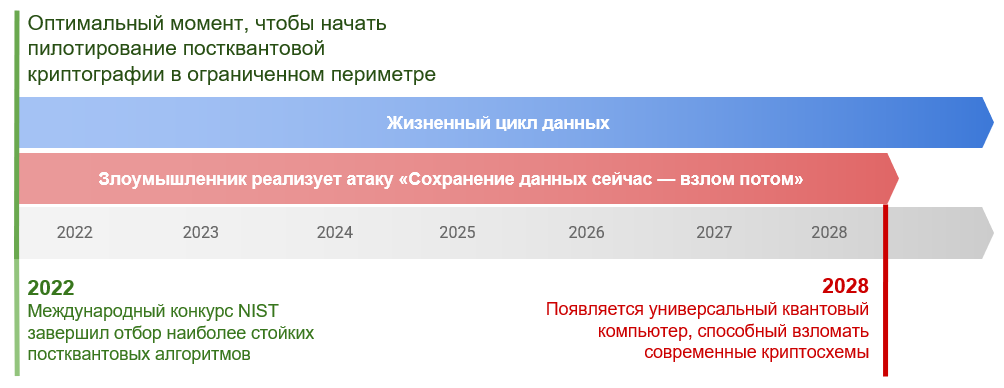 Оптимальный момент, чтобы начать
пилотирование постквантовой
криптографии в ограниченном периметре
Жизненный цикл данных
Злоумышленник реализует атаку «Сохранение данных сейчас — взлом потом»
2022 2023 2024 2025 2026 2027 2028
2022
Международный конкурс NIST
завершил отбор наиболее стойких
постквантовых алгоритмов
2028
Появляется универсальный квантовый
компьютер, способный взломать
современные криптосхемы